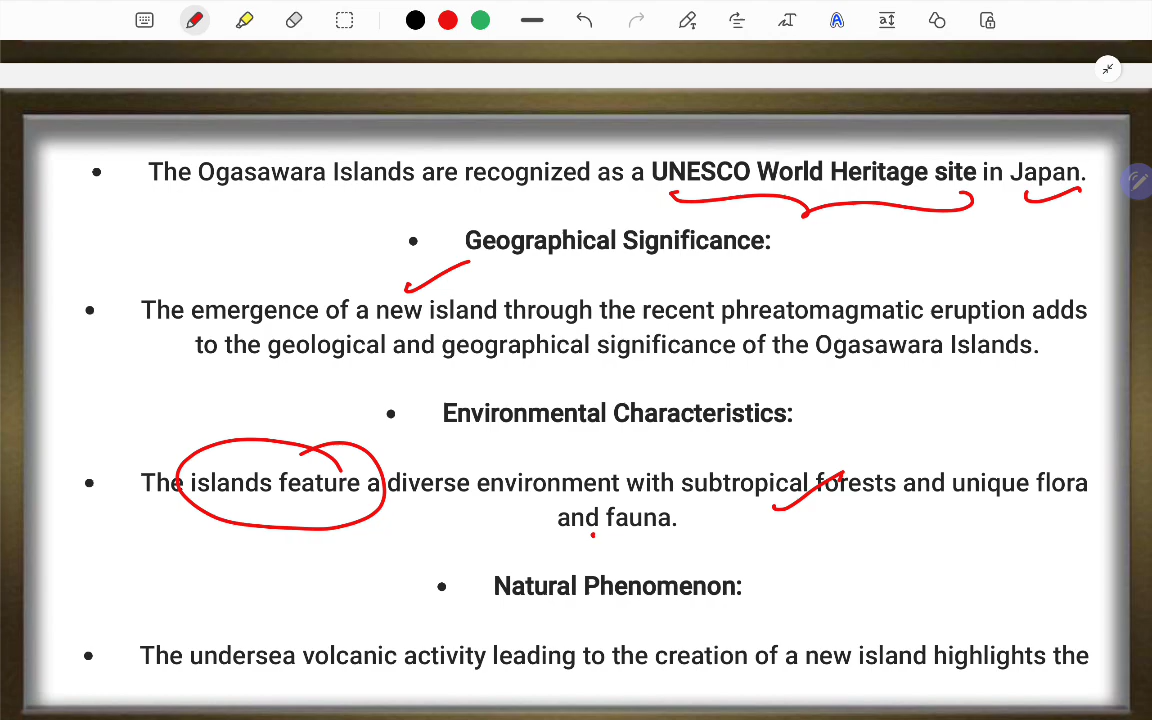 • The Ogasawara Islands are recognized as a UNESCO World Heritage site in Japan.
• Geographical Significance:
• The emergence of a new island through the recent phreatomagmatic eruption adds
to the geological and geographical significance of the Ogasawara Islands.
• Environmental Characteristics:
• The islands feature a diverse environment with subtropical forests and unique flora
and fauna.
• Natural Phenomenon:
• The undersea volcanic activity leading to the creation of a new island highlights the